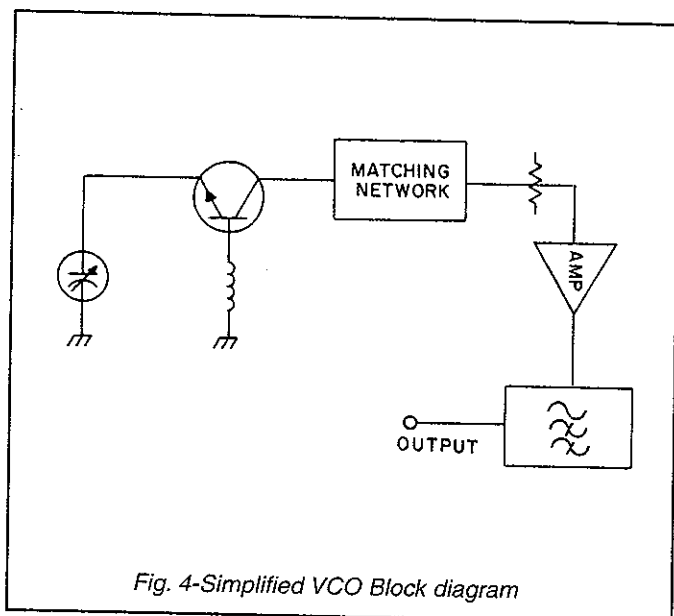 MATCHING
NETWORK
AMP
OUTPUT
Fig. 4-Simplified VCO Block diagram